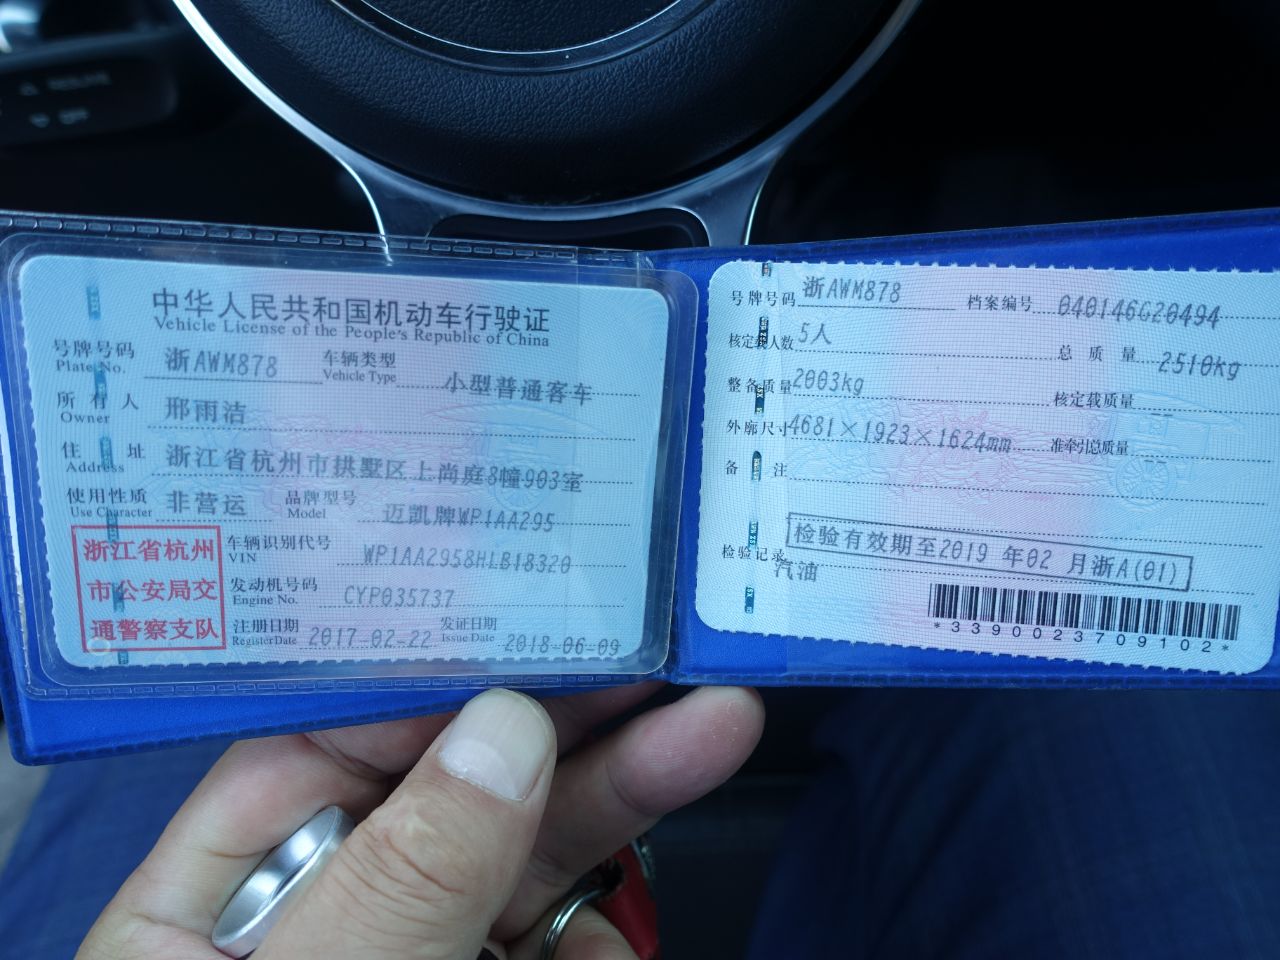 中华人民共和国机动车行驶证
Vehicle License of the People's Republic of China
号牌号码 浙AWM878 车辆类型 小型普通客车
Plate No. Vehicle Type
所有人 邢雨洁
Owner
住址 浙江省杭州市拱墅区上尚庭8幢903室
Address
使用性质 非营运 品牌型号 迈凯牌WP1AA295
Use Character Model
浙江省杭州
市公安局交
通警察支队
车辆识别代号 WP1AA2958HLB18320
VIN
发动机号码 CYP035737
Engine No.
注册日期 2017-02-22 发证日期 2018-06-09
Register Date Issue Date
号牌号码 浙AWM878 档案编号 040146620494
核定载人数 5人 总质量 2510kg
整备质量 2003kg 核定载质量 --
外廓尺寸 4681×1923×1624mm 准牵引总质量 --
备注
检验有效期至2019年02月浙A(01)
检验记录
汽油
*3390023709102*